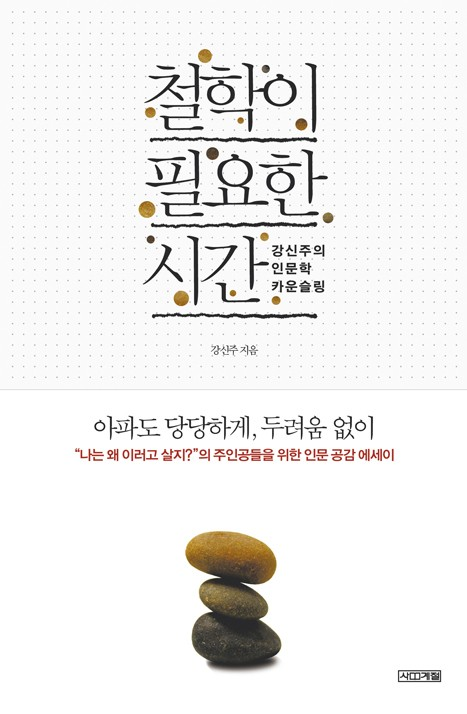 철학이
필요한
시간
강신주의
인문학
카운슬링
강신주 지음
아파도 당당하게, 두려움 없이
“나는 왜 이러고 살지?”의 주인공들을 위한 인문 공감 에세이
사계절